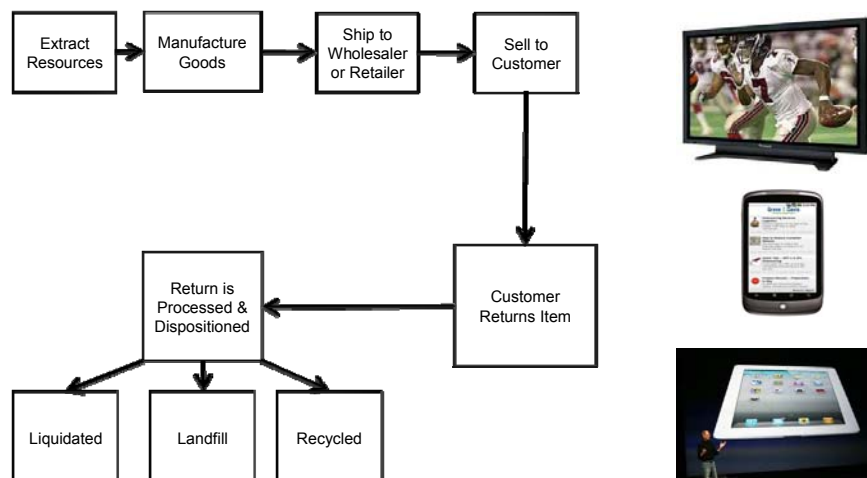 Extract
Resources
Manufacture
Goods
Ship to
Wholesaler
or Retailer
Sell to
Customer
Customer
Returns Item
Return is
Processed &
Dispositioned
Liquidated
Landfill
Recycled
7